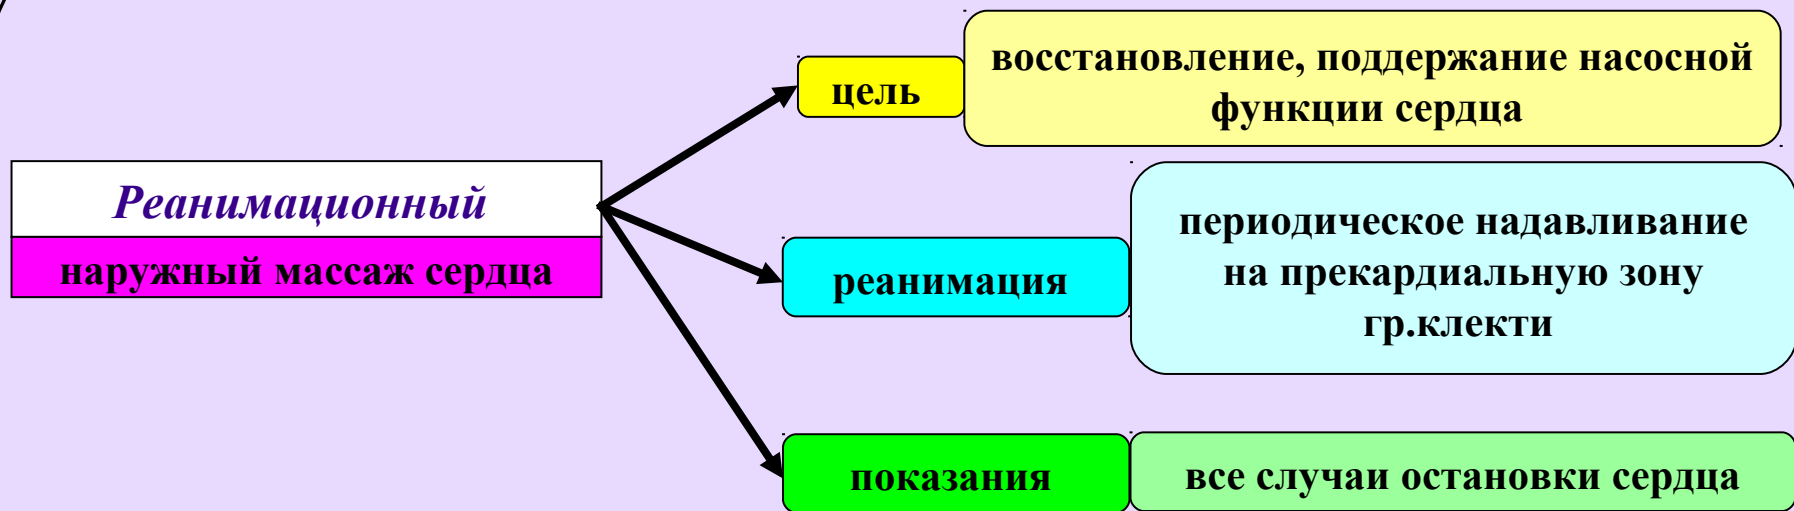 Реанимационный
наружный массаж сердца
цель
восстановление, поддержание насосной
функции сердца
реанимация
периодическое надавливание
на прекардиальную зону
гр.клекти
показания
все случаи остановки сердца